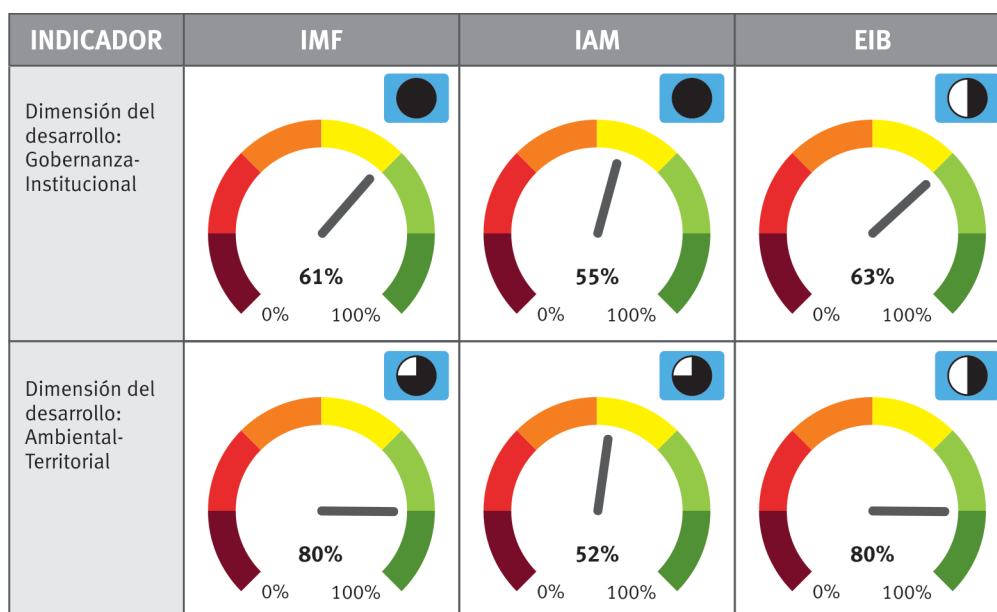 INDICADOR IMF IAM EIB
Dimensión del
desarrollo:
Gobernanza-
Institucional
61% 55% 63%
0% 100% 0% 100% 0% 100%
Dimensión del
desarrollo:
Ambiental-
Territorial
80% 52% 80%
0% 100% 0% 100% 0% 100%